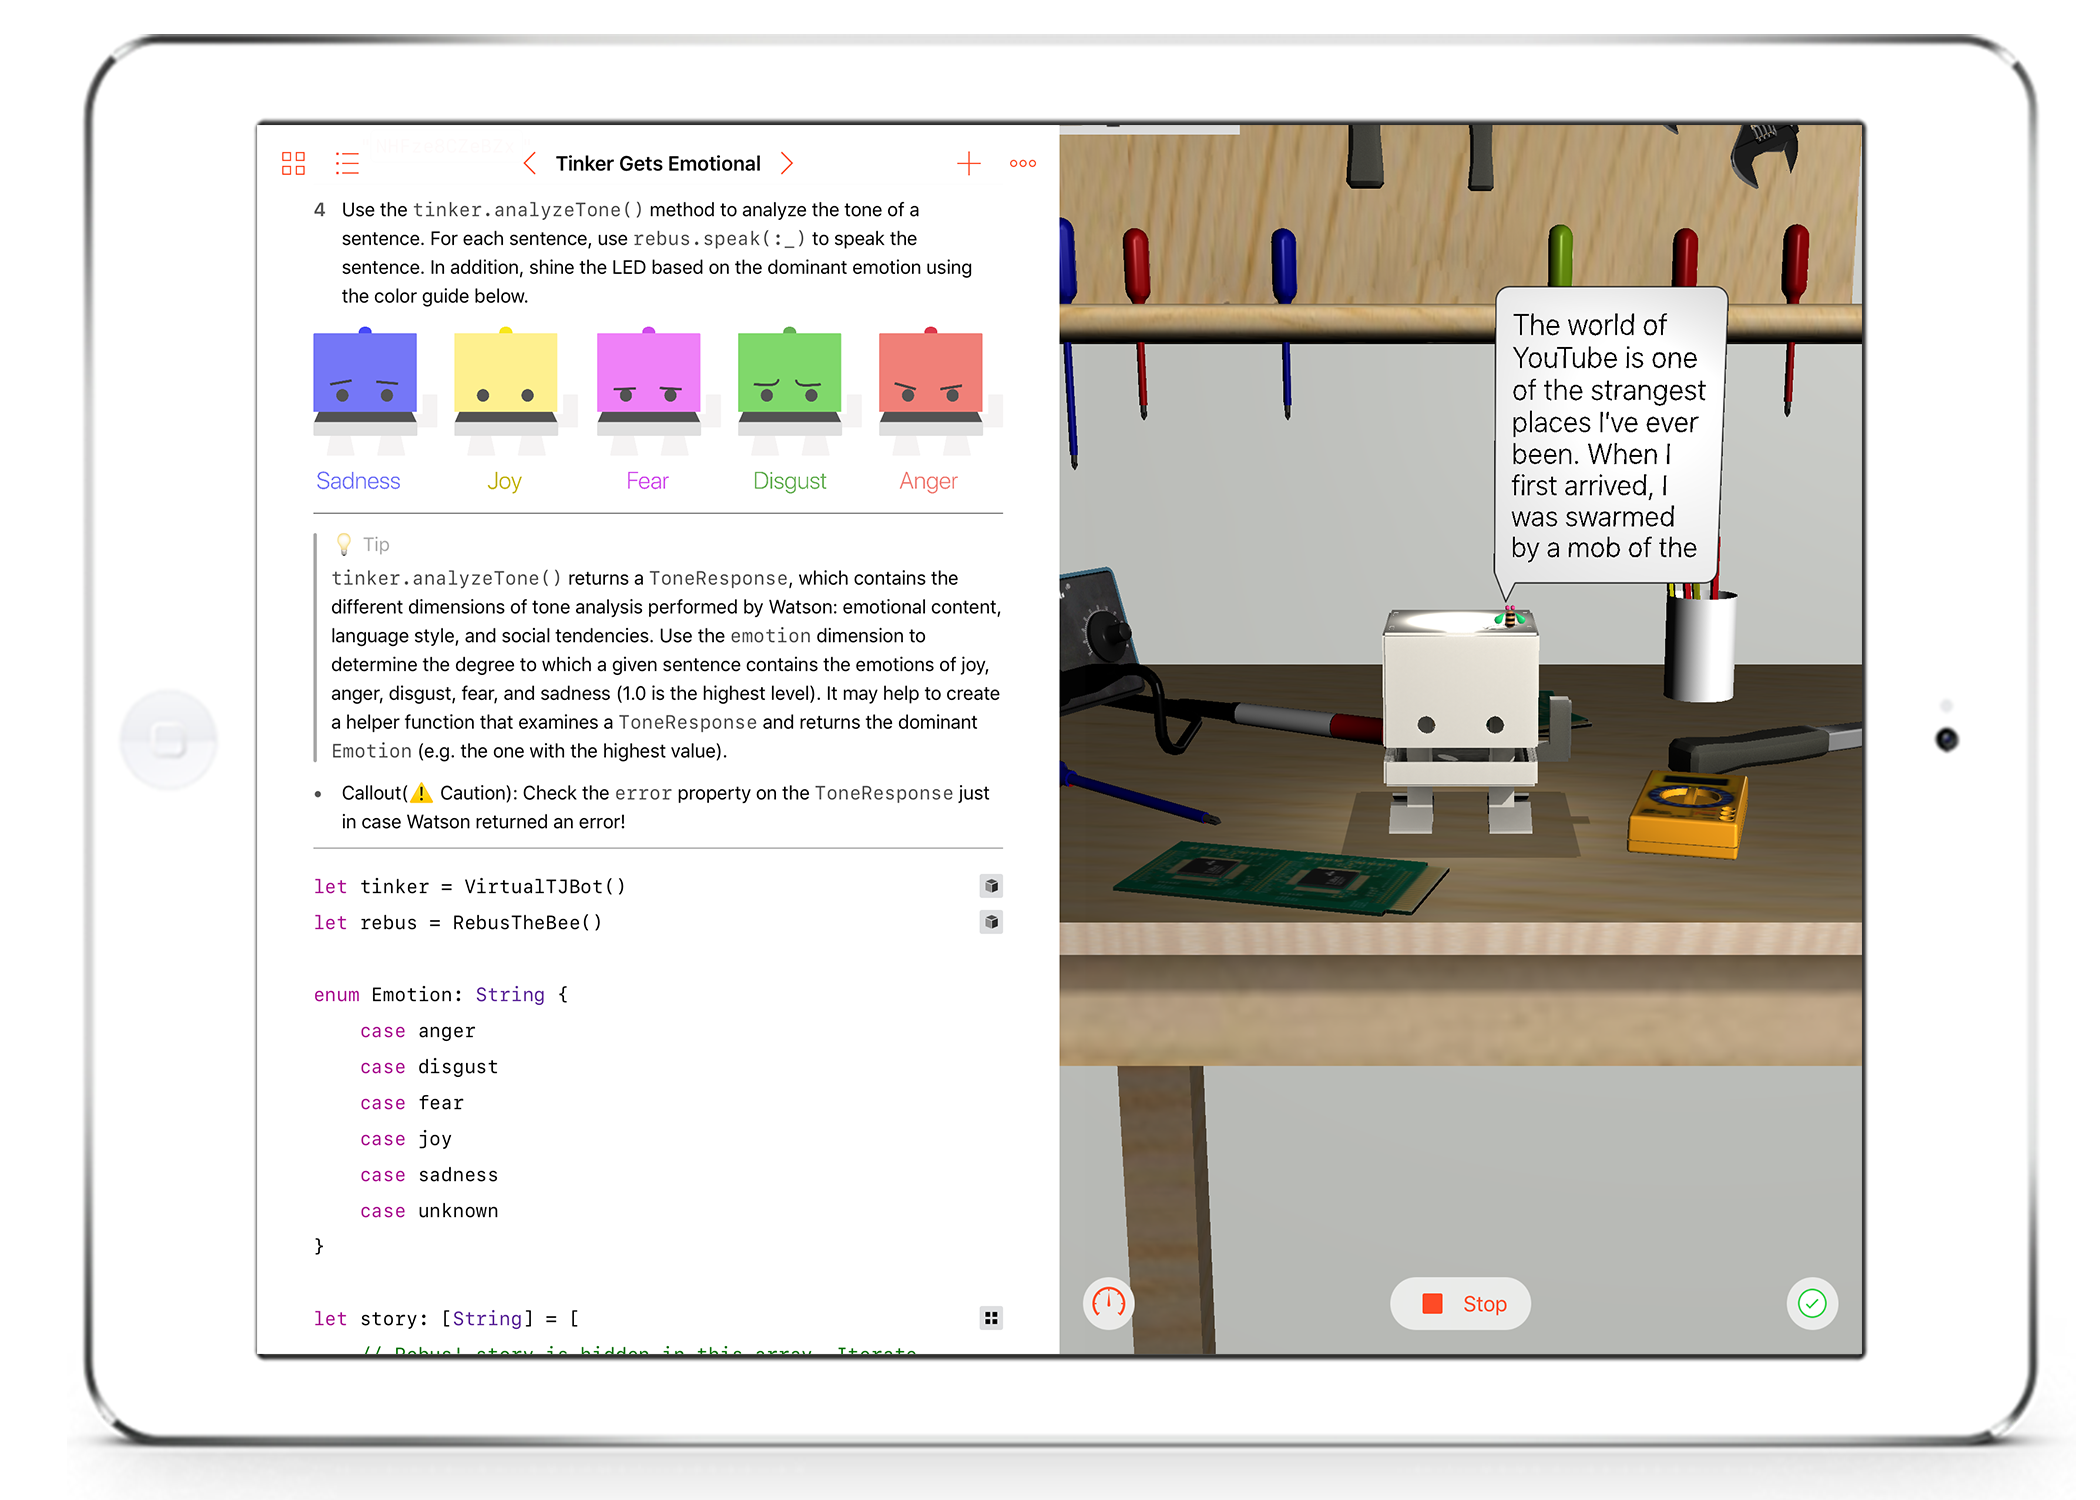 Tinker Gets Emotional
4 Use the tinker.analyzeTone() method to analyze the tone of a
sentence. For each sentence, use rebus.speak(:_) to speak the
sentence. In addition, shine the LED based on the dominant emotion using
the color guide below.
Sadness Joy Fear Disgust Anger
Tip
tinker.analyzeTone() returns a ToneResponse, which contains the
different dimensions of tone analysis performed by Watson: emotional content,
language style, and social tendencies. Use the emotion dimension to
determine the degree to which a given sentence contains the emotions of joy,
anger, disgust, fear, and sadness (1.0 is the highest level). It may help to create
a helper function that examines a ToneResponse and returns the dominant
Emotion (e.g. the one with the highest value).
• Callout(⚠️ Caution): Check the error property on the ToneResponse just
in case Watson returned an error!
let tinker = VirtualTJBot()
let rebus = RebusTheBee()
enum Emotion: String {
case anger
case disgust
case fear
case joy
case sadness
case unknown
}
let story: [String] = [
// Rebus' story is hidden in this array. Iterate
The world of
YouTube is one
of the strangest
places I've ever
been. When I
first arrived, I
was swarmed
by a mob of the
Stop